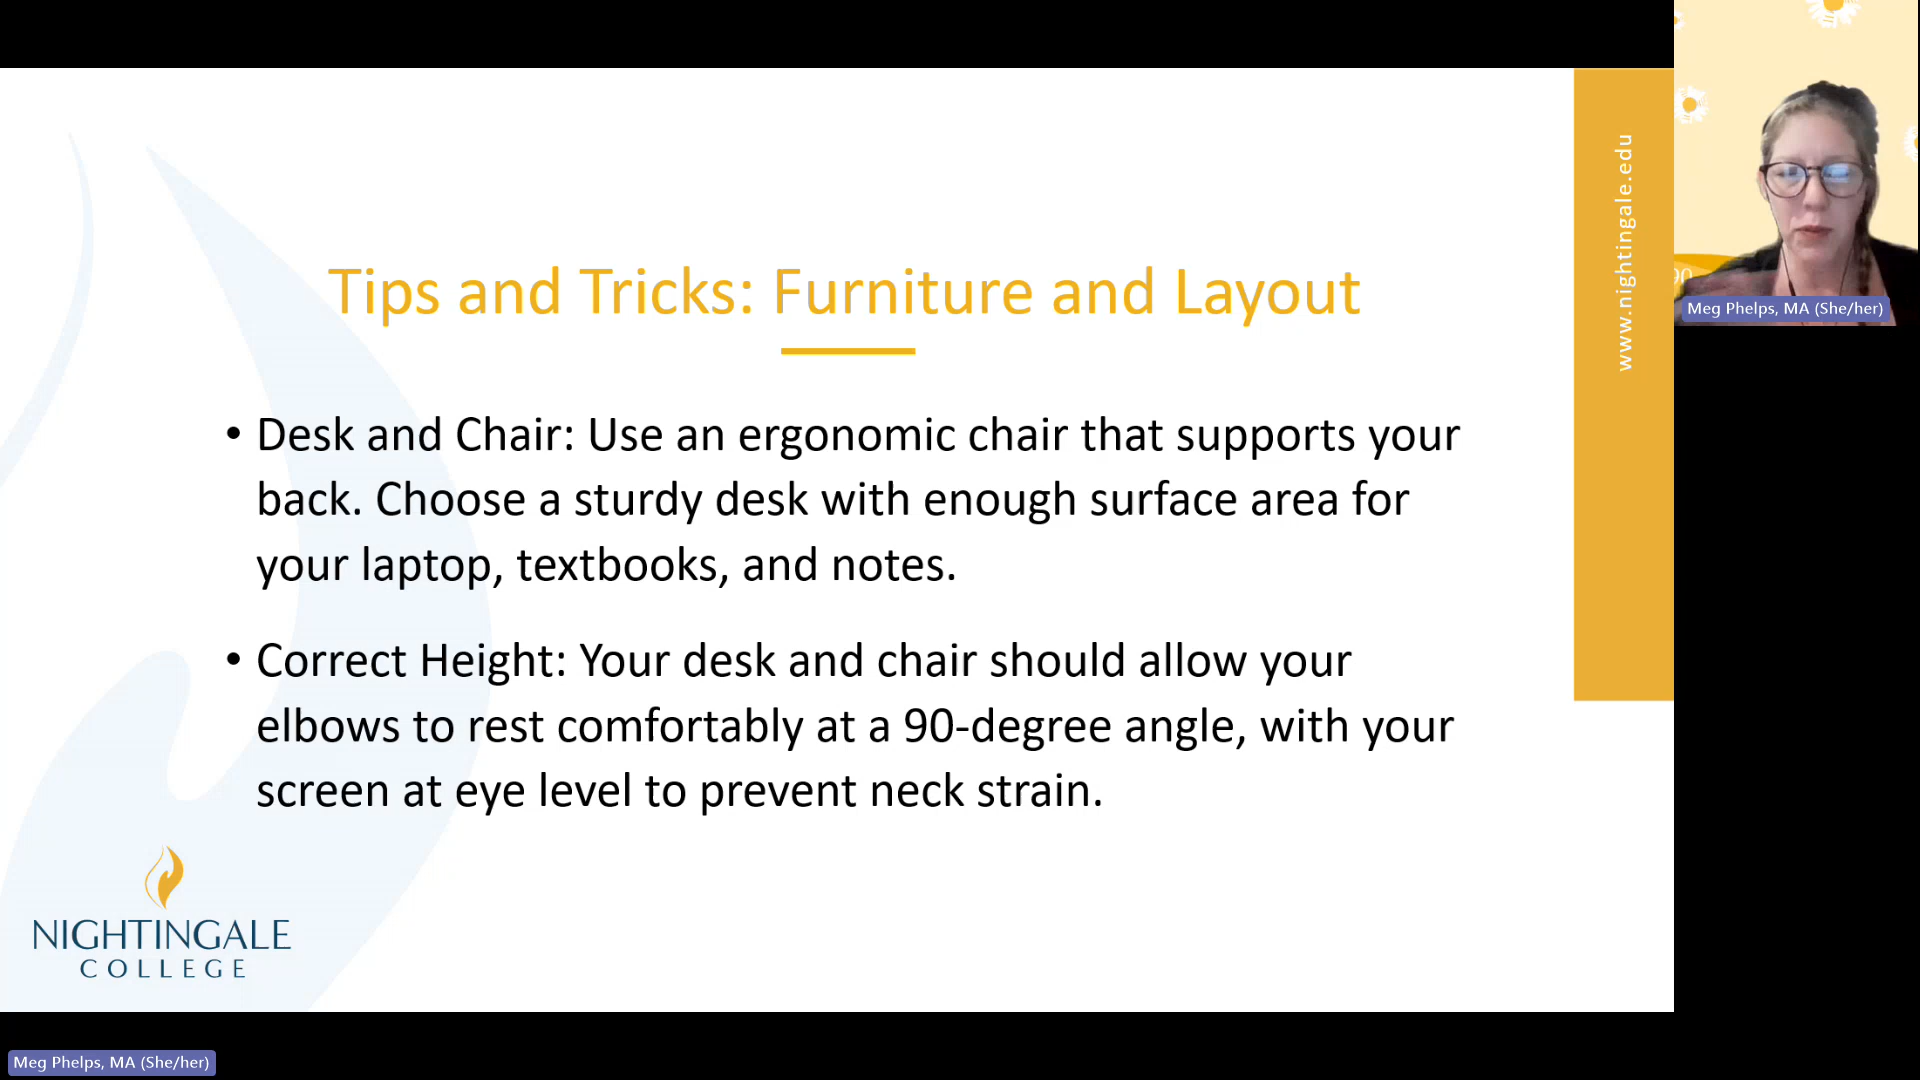 Tips and Tricks: Furniture and Layout
• Desk and Chair: Use an ergonomic chair that supports your
back. Choose a sturdy desk with enough surface area for
your laptop, textbooks, and notes.
• Correct Height: Your desk and chair should allow your
elbows to rest comfortably at a 90-degree angle, with your
screen at eye level to prevent neck strain.
NIGHTINGALE
COLLEGE
www.nightingale.edu
Meg Phelps, MA (She/her)
Meg Phelps, MA (She/her)